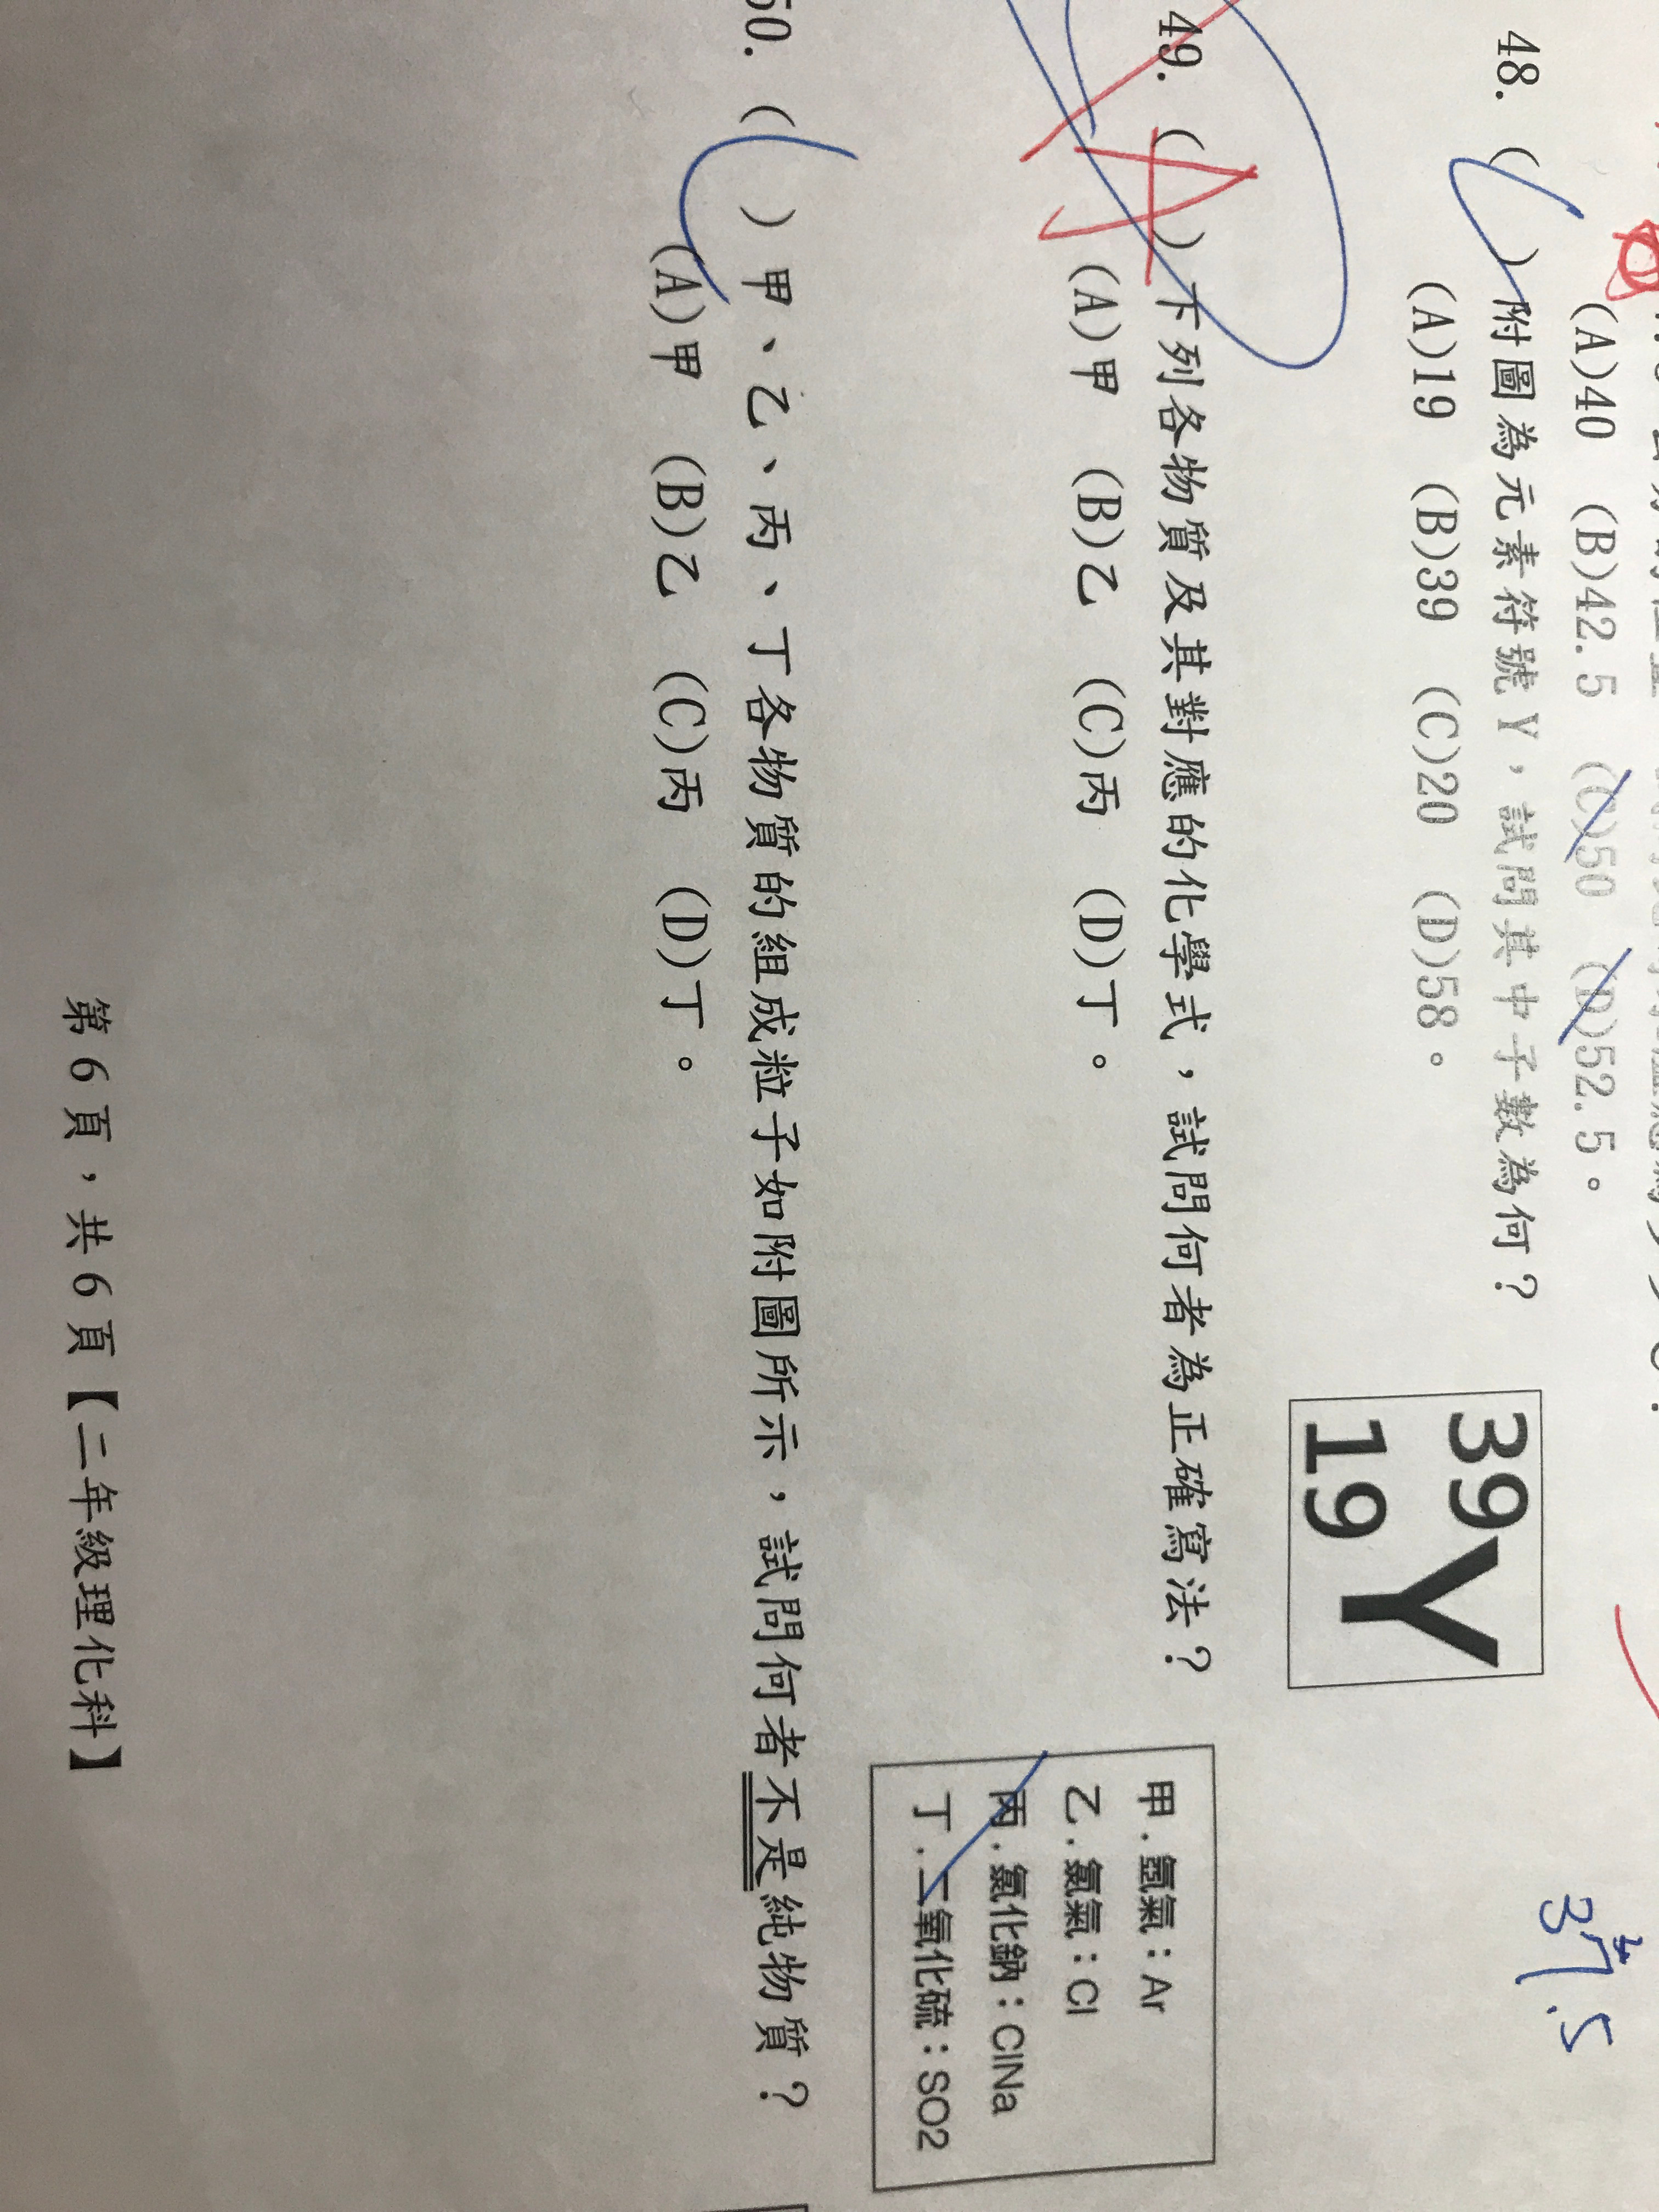 (A)40 (B)42.5 (C)50 (D)52.5。
37.5
48. ( )附圖為元素符號Y，試問其中子數為何？
(A)19 (B)39 (C)20 (D)58。
39
19
Y
49. (A)下列各物質及其對應的化學式，試問何者為正確寫法？
(A)甲 (B)乙 (C)丙 (D)丁。
甲.氬氣：Ar
乙.氯氣：Cl
丙.氯化鈉：ClNa
丁.二氧化硫：SO2
50. ( )甲、乙、丙、丁各物質的組成粒子如附圖所示，試問何者不是純物質？
(A)甲 (B)乙 (C)丙 (D)丁。
第6頁，共6頁【二年級理化科】